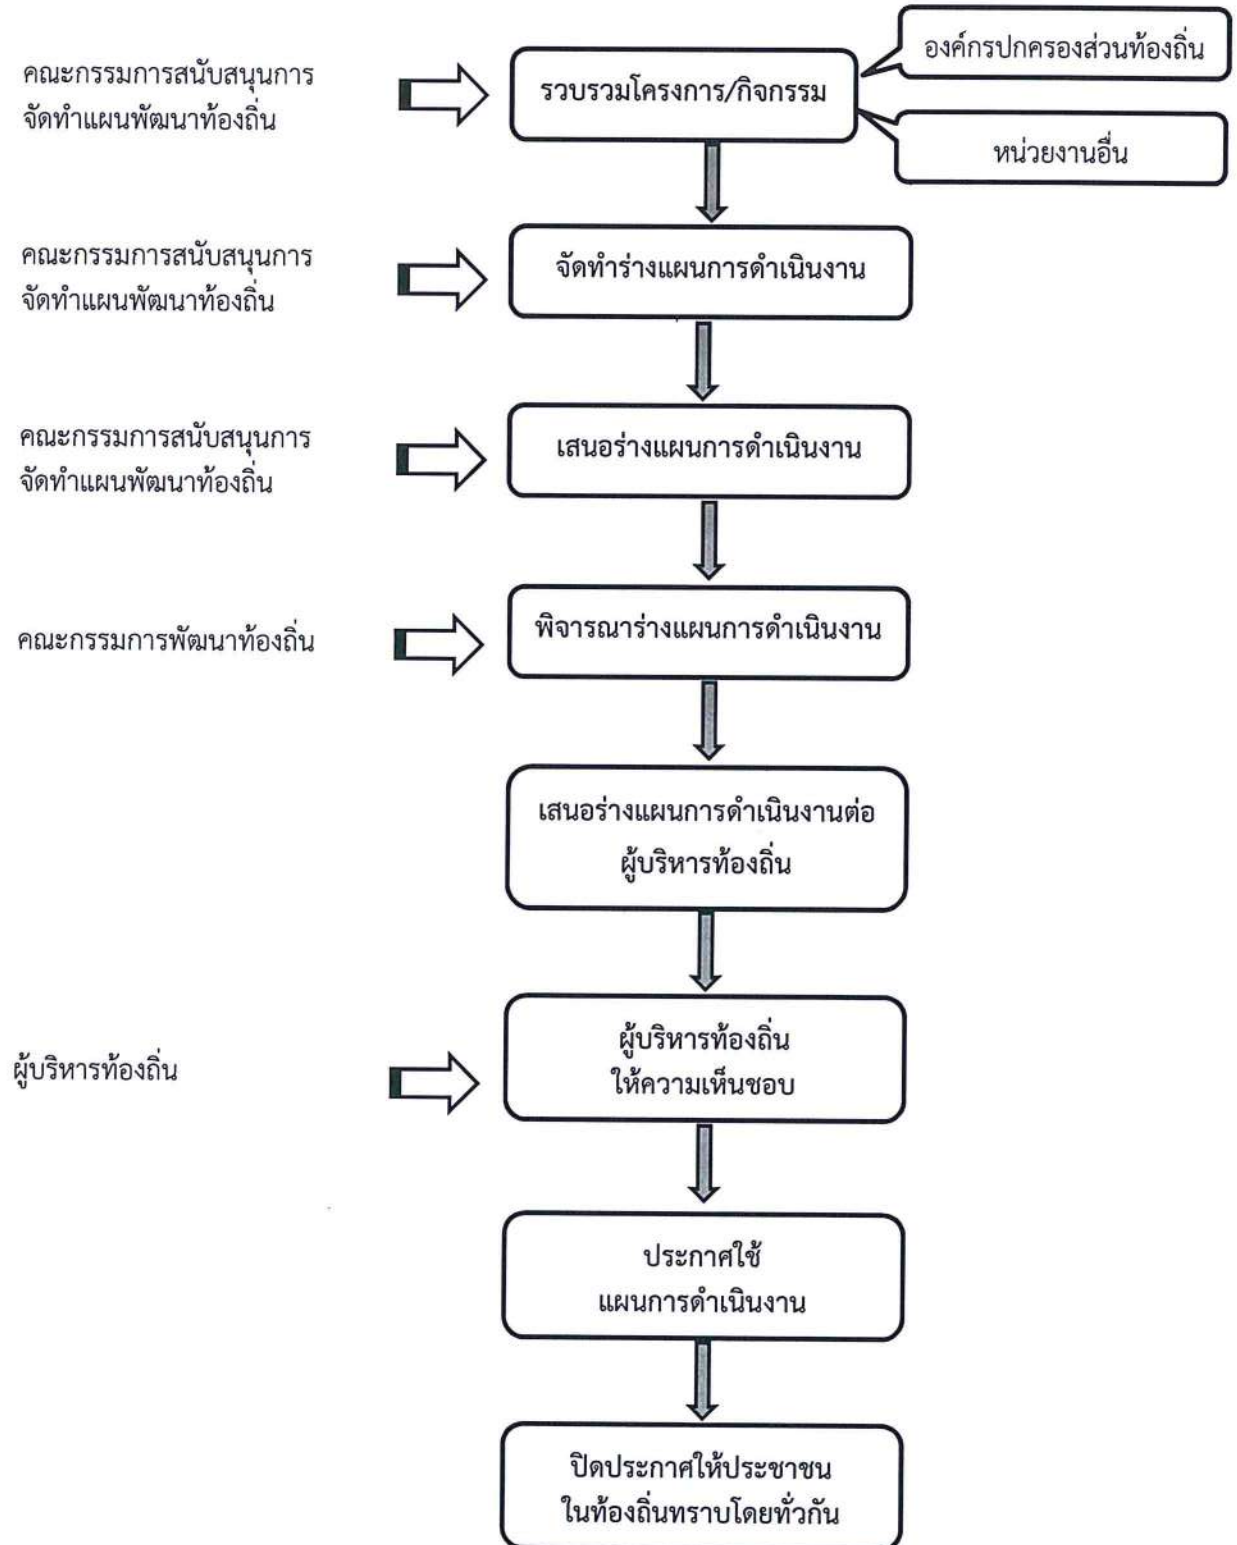 คณะกรรมการสนับสนุนการ
จัดทำแผนพัฒนาท้องถิ่น
รวบรวมโครงการ/กิจกรรม
องค์กรปกครองส่วนท้องถิ่น
หน่วยงานอื่น
คณะกรรมการสนับสนุนการ
จัดทำแผนพัฒนาท้องถิ่น
จัดทำร่างแผนการดำเนินงาน
คณะกรรมการสนับสนุนการ
จัดทำแผนพัฒนาท้องถิ่น
เสนอร่างแผนการดำเนินงาน
คณะกรรมการพัฒนาท้องถิ่น
พิจารณาร่างแผนการดำเนินงาน
เสนอร่างแผนการดำเนินงานต่อ
ผู้บริหารท้องถิ่น
ผู้บริหารท้องถิ่น
ผู้บริหารท้องถิ่น
ให้ความเห็นชอบ
ประกาศใช้
แผนการดำเนินงาน
ปิดประกาศให้ประชาชน
ในท้องถิ่นทราบโดยทั่วกัน